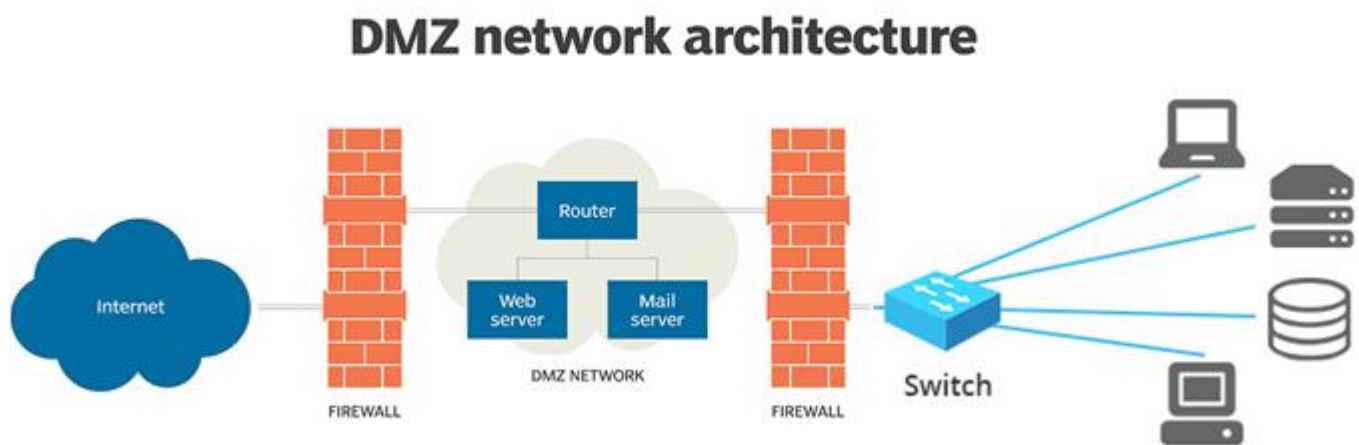 DMZ network architecture
Internet
FIREWALL
Router
Web
server
Mail
server
DMZ NETWORK
FIREWALL
Switch